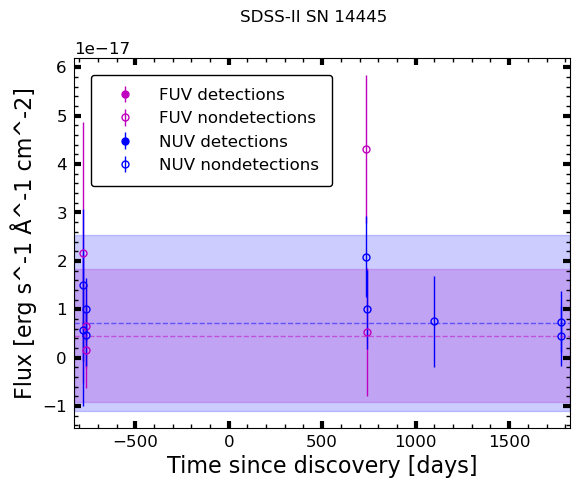 SDSS-II SN 14445
1e−17
6
5
4
3
2
1
0
−1
FUV detections
FUV nondetections
NUV detections
NUV nondetections
Flux [erg s^-1 Å^-1 cm^-2]
−500 0 500 1000 1500
Time since discovery [days]